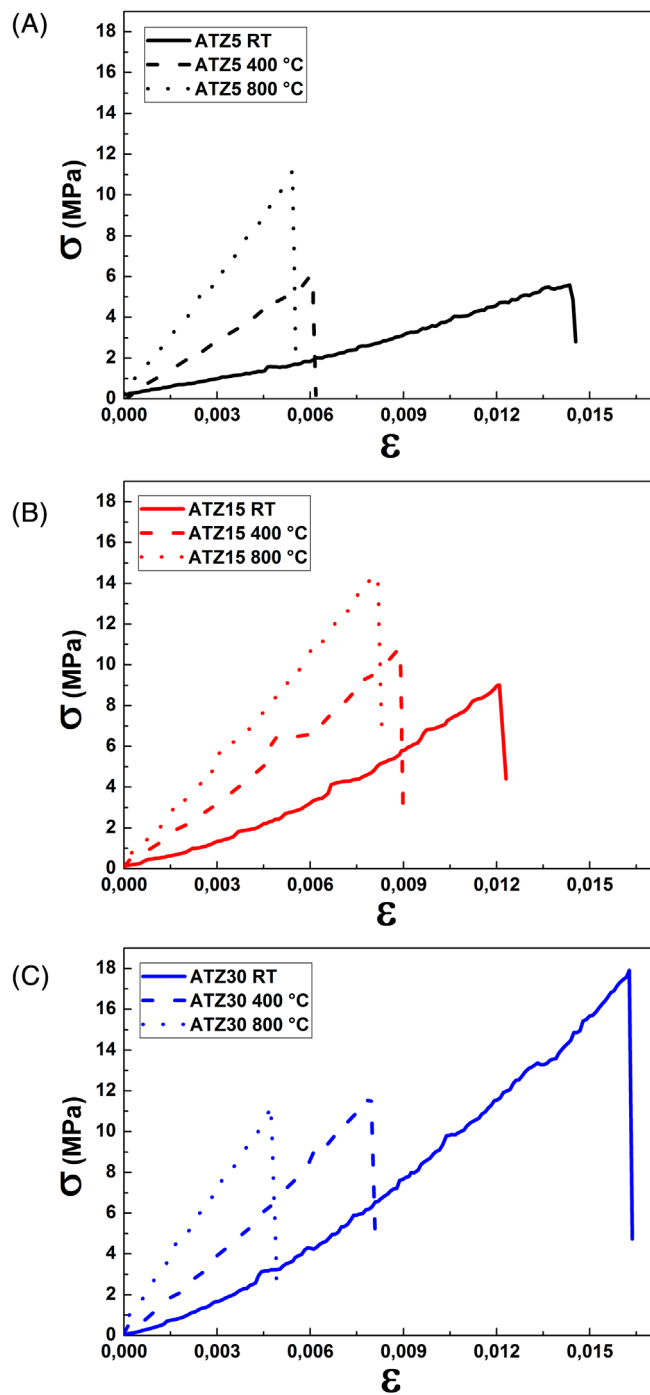 (A)
ATZ5 RT
ATZ5 400 °C
ATZ5 800 °C
18
16
14
12
10
8
6
4
2
0
σ (MPa)
0,000 0,003 0,006 0,009 0,012 0,015
ε
(B)
ATZ15 RT
ATZ15 400 °C
ATZ15 800 °C
18
16
14
12
10
8
6
4
2
0
σ (MPa)
0,000 0,003 0,006 0,009 0,012 0,015
ε
(C)
ATZ30 RT
ATZ30 400 °C
ATZ30 800 °C
18
16
14
12
10
8
6
4
2
0
σ (MPa)
0,000 0,003 0,006 0,009 0,012 0,015
ε